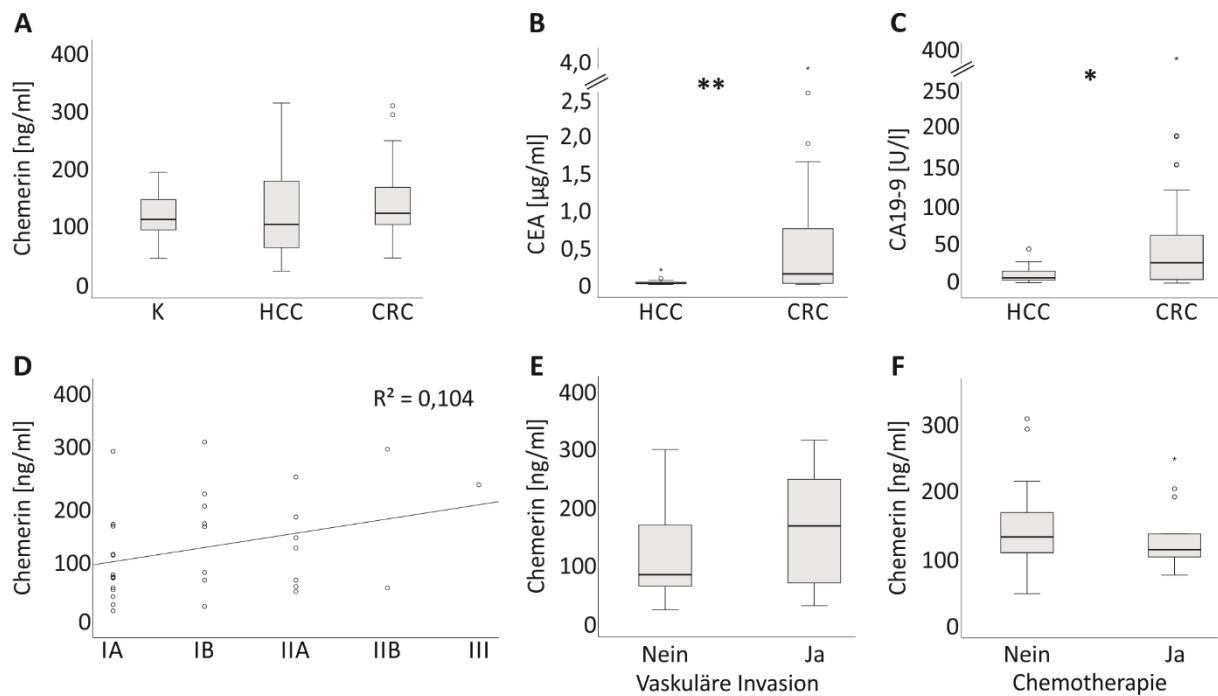 A
Chemerin [ng/ml]
400
300
200
100
0
K HCC CRC
B
CEA [µg/ml]
4,0
2,5
2,0
1,5
1,0
0,5
0
**
HCC CRC
C
CA19-9 [U/l]
400
250
200
150
100
50
0
*
HCC CRC
D
Chemerin [ng/ml]
400
300
200
100
0
R² = 0,104
IA IB IIA IIB III
E
Chemerin [ng/ml]
400
300
200
100
0
Nein Ja
Vaskuläre Invasion
F
Chemerin [ng/ml]
300
200
100
0
Nein Ja
Chemotherapie